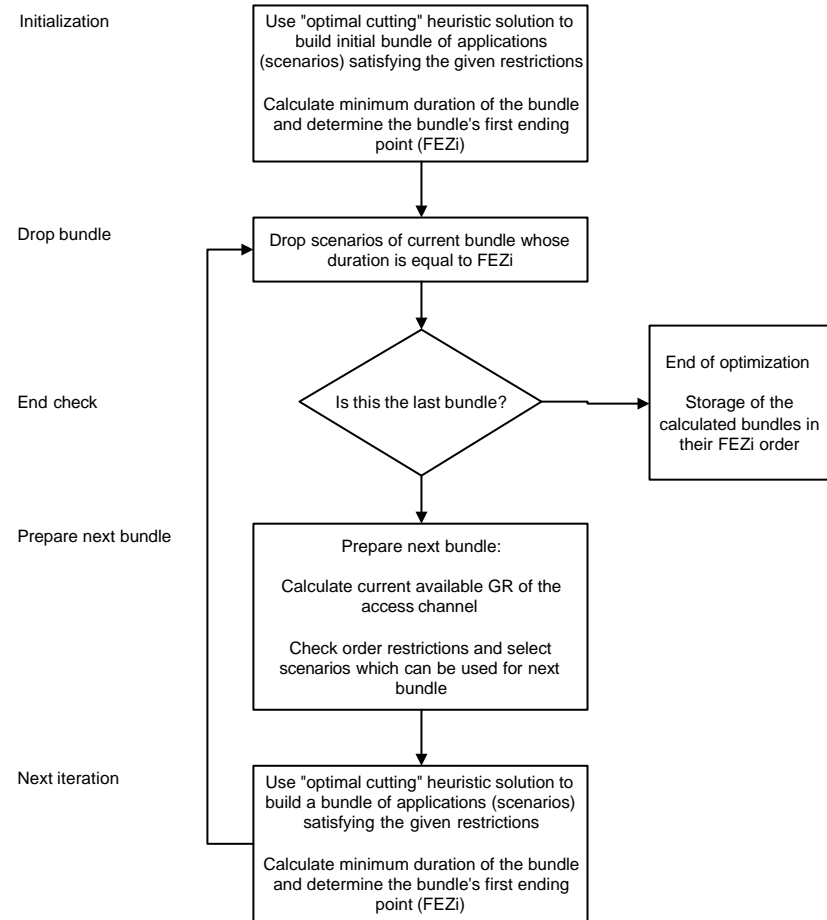 Initialization
Use "optimal cutting" heuristic solution to
build initial bundle of applications
(scenarios) satisfying the given restrictions
Calculate minimum duration of the bundle
and determine the bundle's first ending
point (FEZi)
Drop bundle
Drop scenarios of current bundle whose
duration is equal to FEZi
End check
Is this the last bundle?
End of optimization
Storage of the
calculated bundles in
their FEZi order
Prepare next bundle
Prepare next bundle:
Calculate current available GR of the
access channel
Check order restrictions and select
scenarios which can be used for next
bundle
Next iteration
Use "optimal cutting" heuristic solution to
build a bundle of applications (scenarios)
satisfying the given restrictions
Calculate minimum duration of the bundle
and determine the bundle's first ending
point (FEZi)